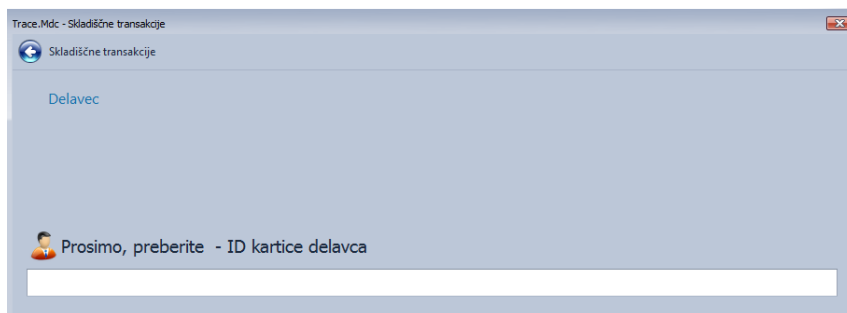 Trace.Mdc - Skladiščne transakcije
Skladiščne transakcije
Delavec
Prosimo, preberite - ID kartice delavca